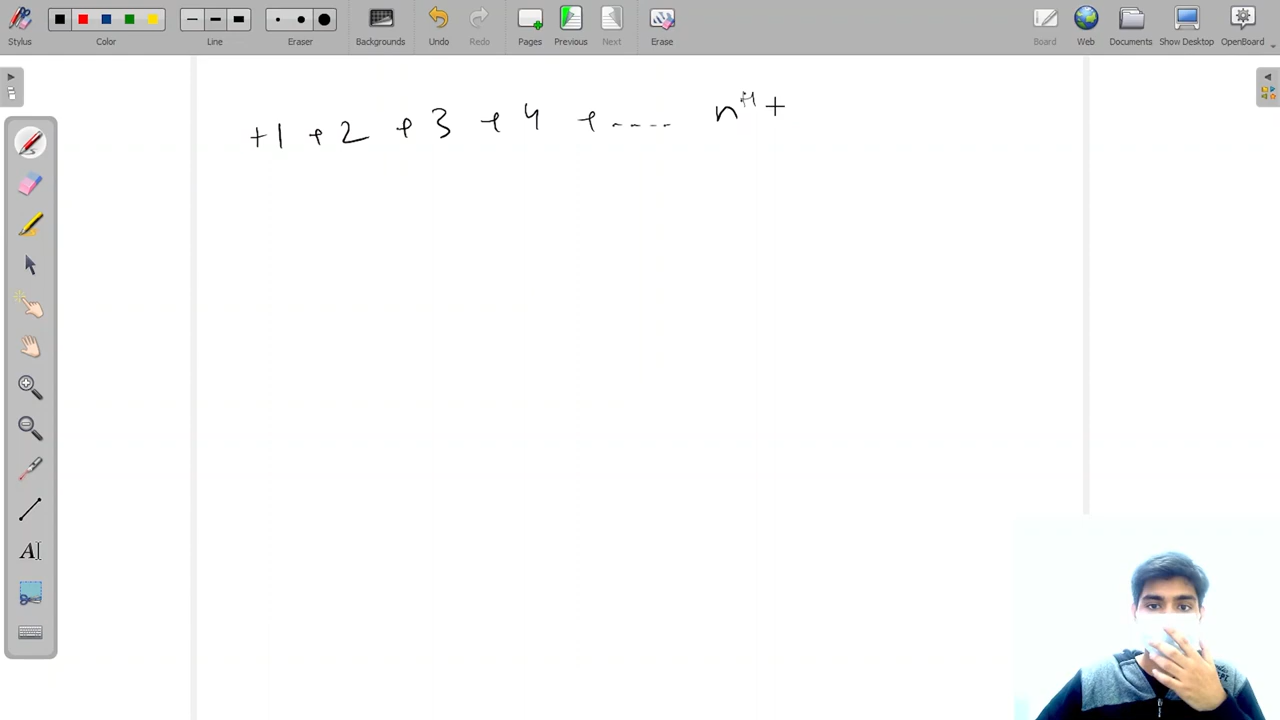 Stylus Color Line Eraser Backgrounds Undo Redo Pages Previous Next Erase Board Web Documents Show Desktop OpenBoard
+1 +2 +3 +4 +.... n +
A